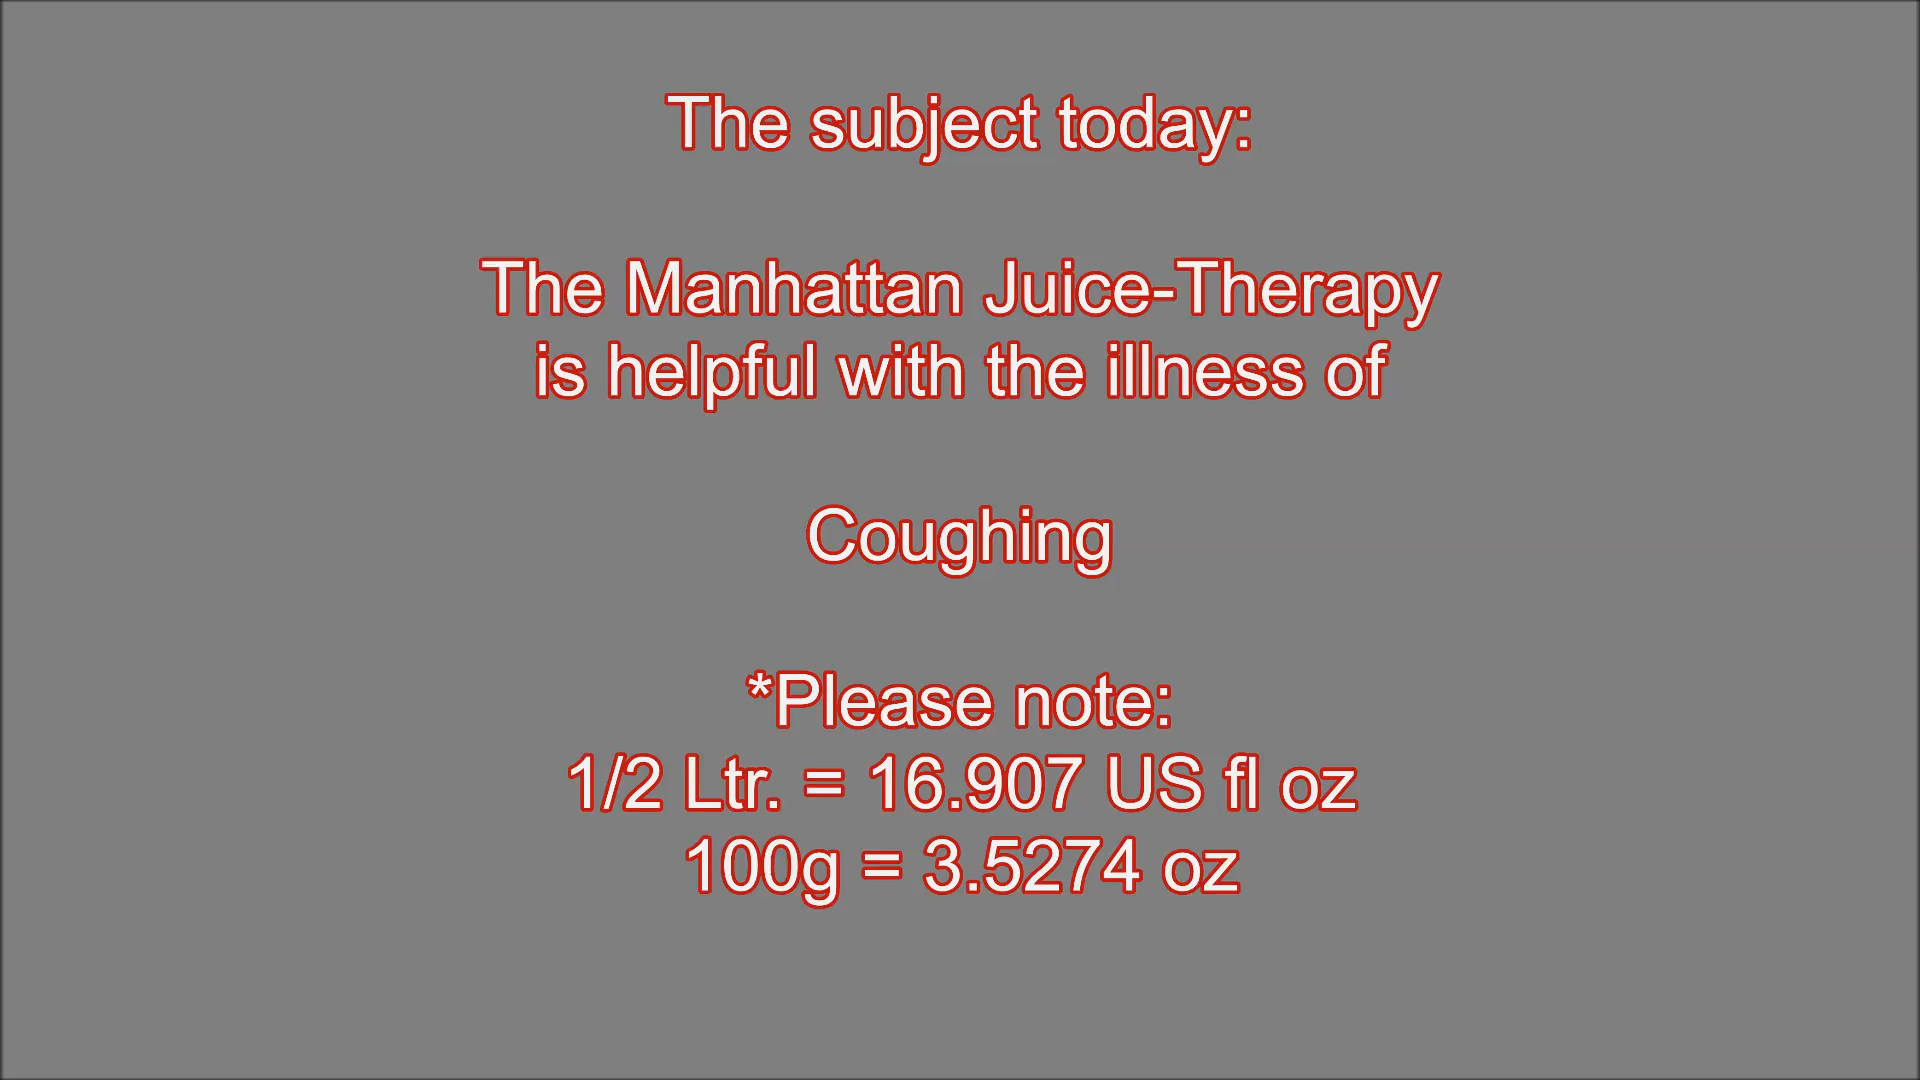 The subject today:
The Manhattan Juice-Therapy
is helpful with the illness of
Coughing
*Please note:
1/2 Ltr. = 16.907 US fl oz
100g = 3.5274 oz